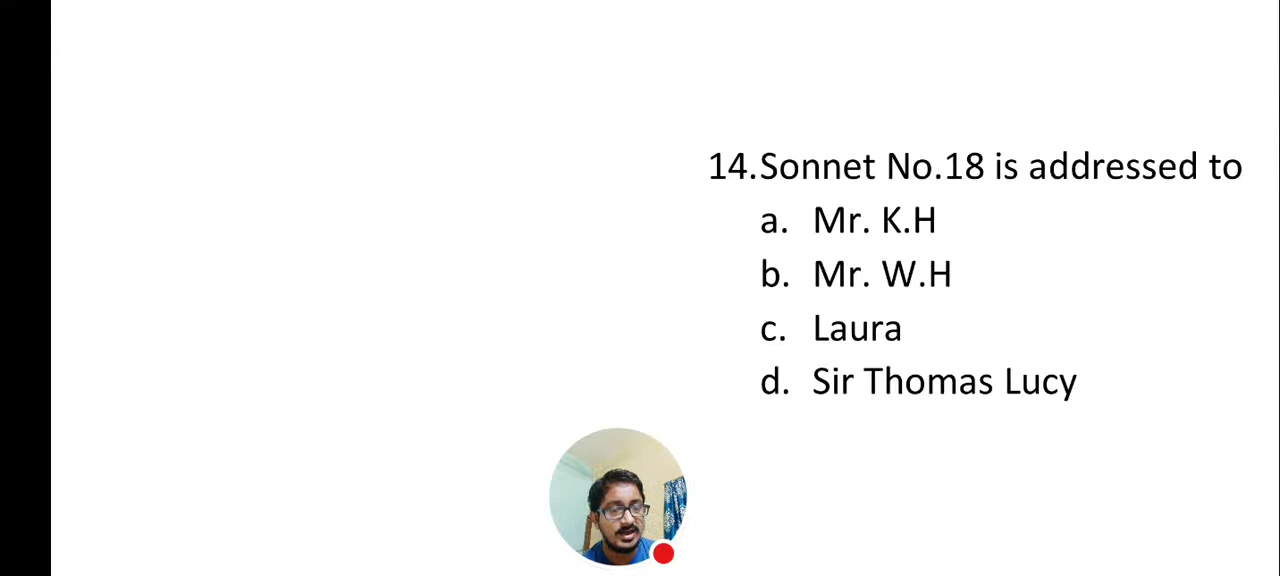 14.Sonnet No.18 is addressed to
a. Mr. K.H
b. Mr. W.H
c. Laura
d. Sir Thomas Lucy